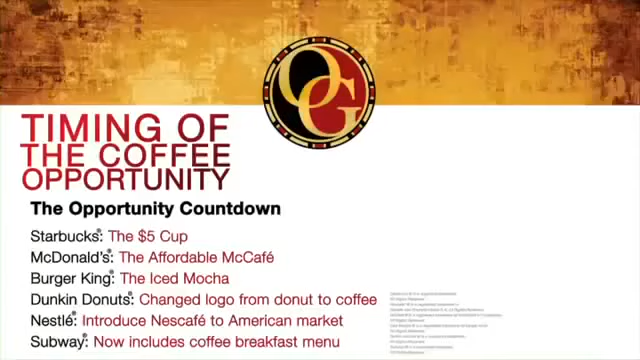 OG
TIMING OF
THE COFFEE
OPPORTUNITY
The Opportunity Countdown
Starbucks®: The $5 Cup
McDonald's®: The Affordable McCafé
Burger King®: The Iced Mocha
Dunkin Donuts®: Changed logo from donut to coffee
Nestlé®: Introduce Nescafé to American market
Subway®: Now includes coffee breakfast menu